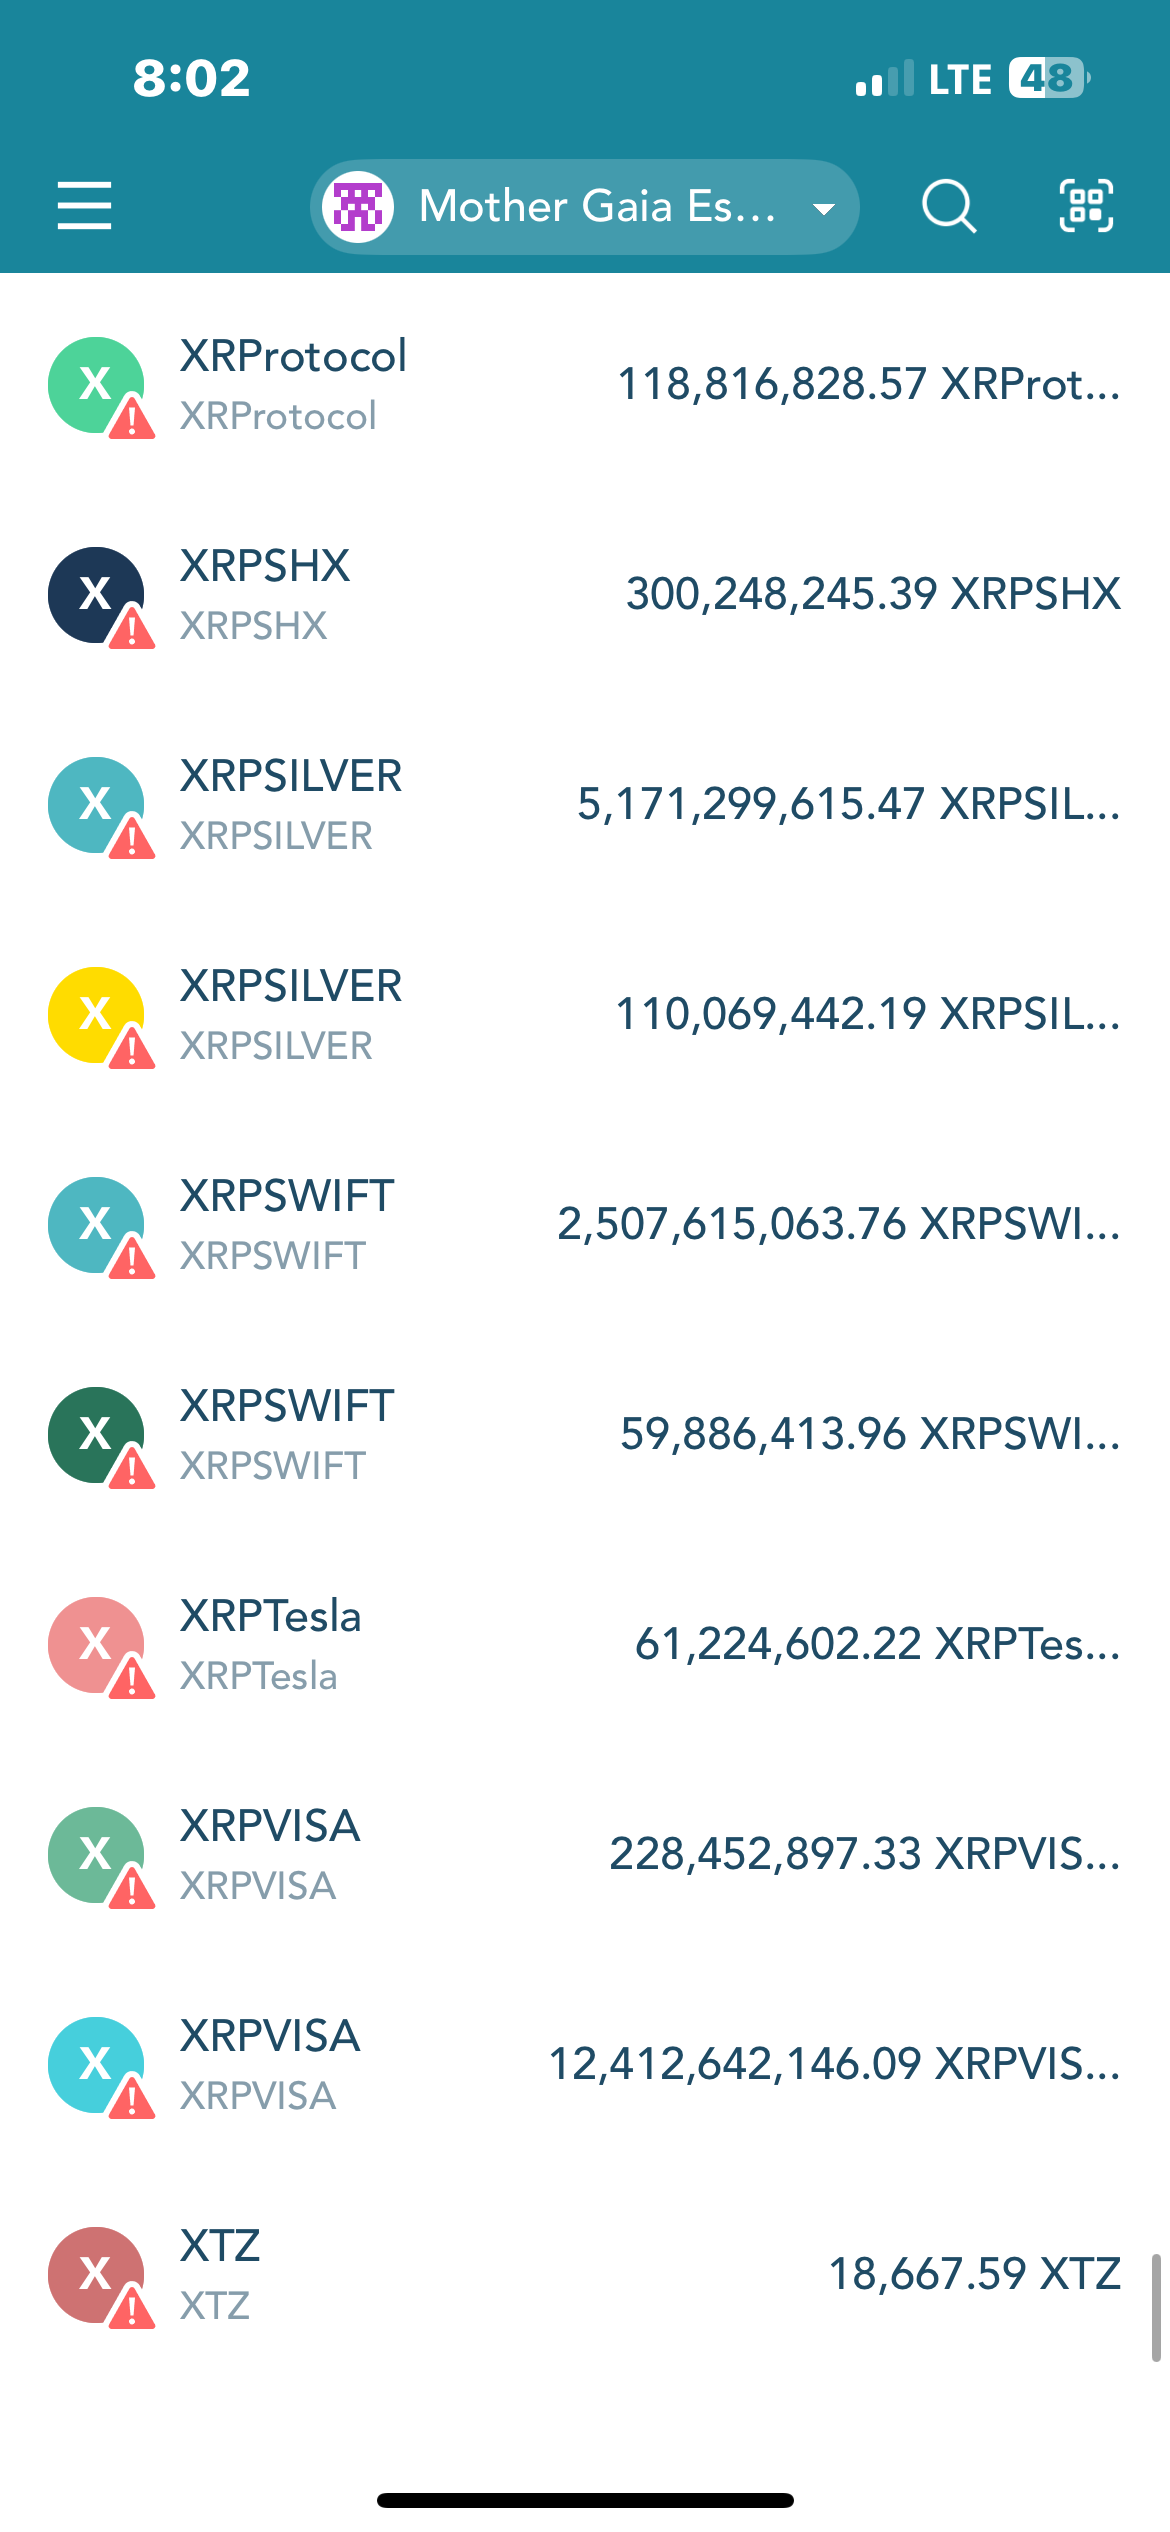 8:02
LTE 48
Mother Gaia Es...
X
XRProtocol
XRProtocol
118,816,828.57 XRProt...
X
XRPSHX
XRPSHX
300,248,245.39 XRPSHX
X
XRPSILVER
XRPSILVER
5,171,299,615.47 XRPSIL...
X
XRPSILVER
XRPSILVER
110,069,442.19 XRPSIL...
X
XRPSWIFT
XRPSWIFT
2,507,615,063.76 XRPSWI...
X
XRPSWIFT
XRPSWIFT
59,886,413.96 XRPSWI...
X
XRPTesla
XRPTesla
61,224,602.22 XRPTes...
X
XRPVISA
XRPVISA
228,452,897.33 XRPVIS...
X
XRPVISA
XRPVISA
12,412,642,146.09 XRPVIS...
X
XTZ
XTZ
18,667.59 XTZ